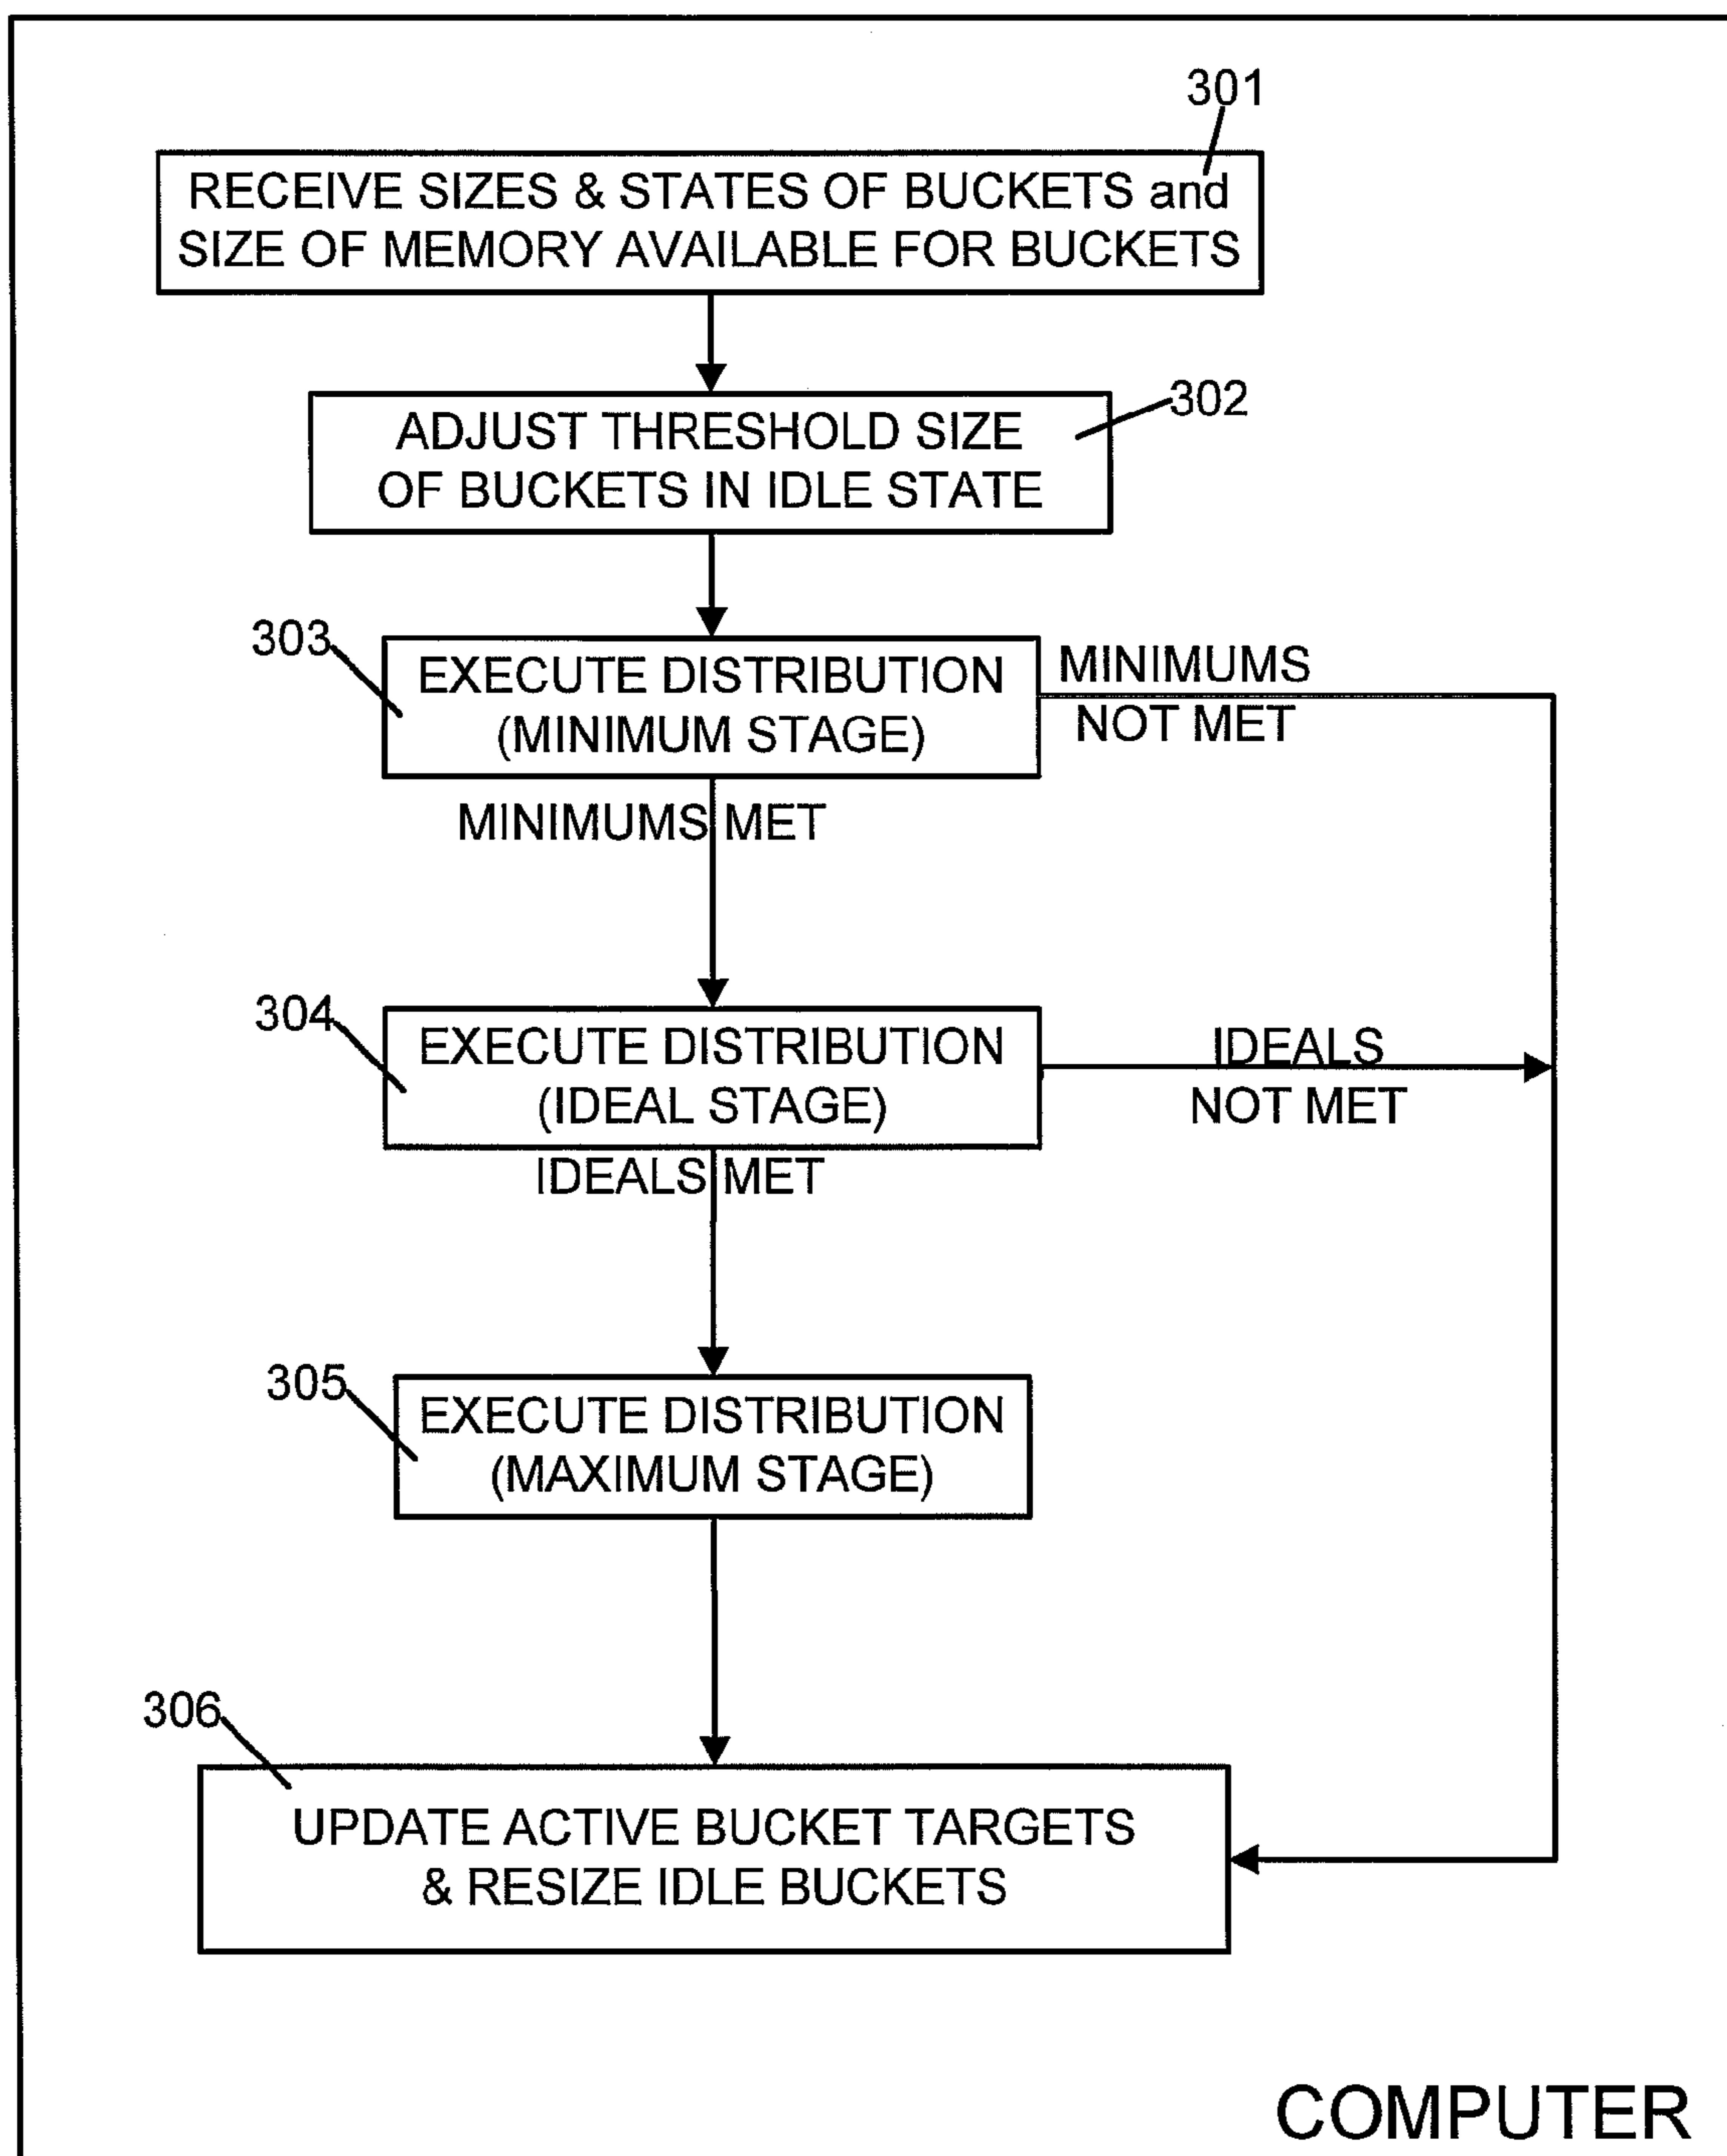 301
RECEIVE SIZES & STATES OF BUCKETS and
SIZE OF MEMORY AVAILABLE FOR BUCKETS
302
ADJUST THRESHOLD SIZE
OF BUCKETS IN IDLE STATE
303
EXECUTE DISTRIBUTION
(MINIMUM STAGE)
MINIMUMS
NOT MET
MINIMUMS MET
304
EXECUTE DISTRIBUTION
(IDEAL STAGE)
IDEALS
NOT MET
IDEALS MET
305
EXECUTE DISTRIBUTION
(MAXIMUM STAGE)
306
UPDATE ACTIVE BUCKET TARGETS
& RESIZE IDLE BUCKETS
COMPUTER